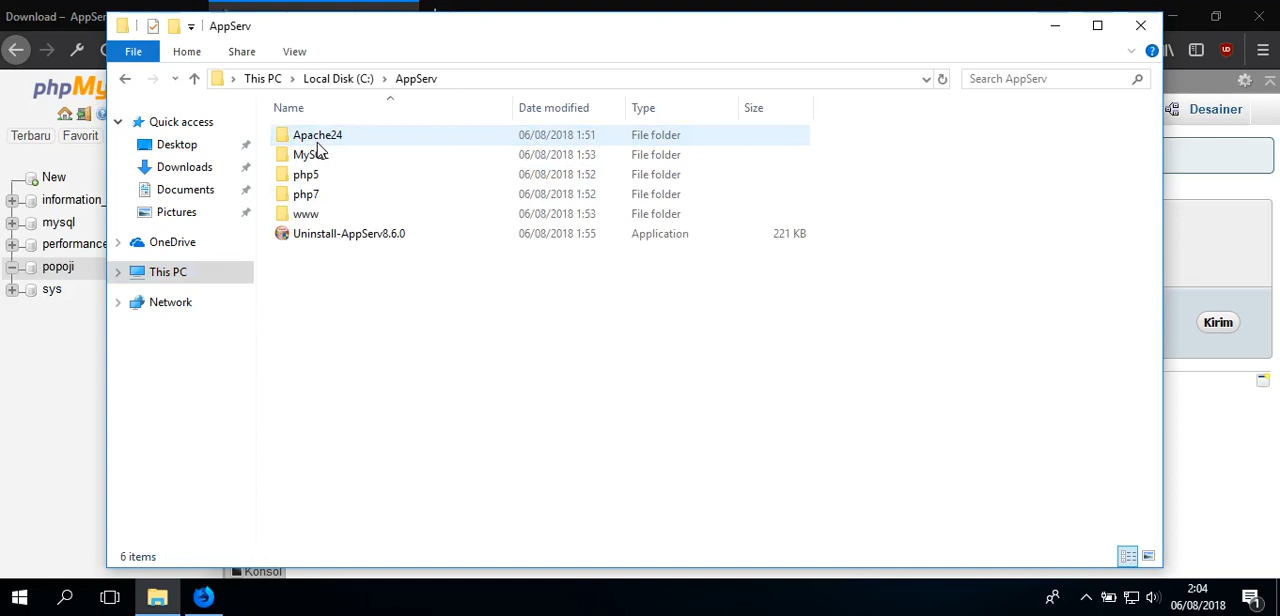 Download – AppSer
AppServ
File
Home
Share
View
This PC
Local Disk (C:)
AppServ
Search AppServ
Name
Date modified
Type
Size
Quick access
Desktop
Downloads
Documents
Pictures
OneDrive
This PC
Network
Apache24 06/08/2018 1:51 File folder
06/08/2018 1:53 File folder
php5 06/08/2018 1:52 File folder
php7 06/08/2018 1:52 File folder
www 06/08/2018 1:53 File folder
Uninstall-AppServ8.6.0 06/08/2018 1:55 Application 221 KB
6 items
phpMy
Terbaru
Favorit
New
information_
mysql
performance
popoji
sys
Desainer
Kirim
Konsol
2:04
06/08/2018
1